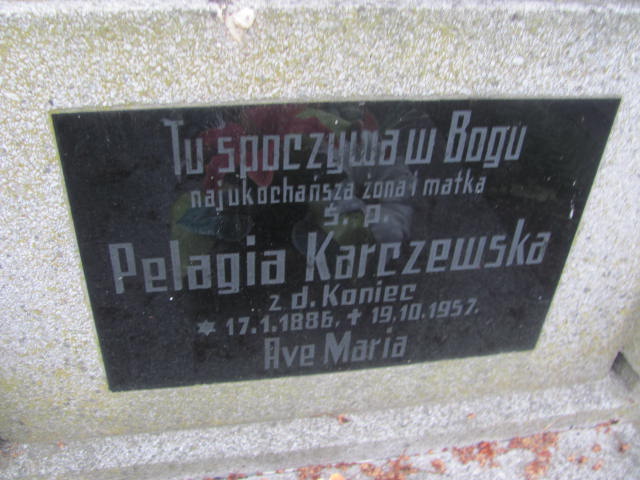 Tu spoczywa w Bogu
najukochańsza żona i matka
ś. p.
Pelagia Karczewska
z d. Koniec
* 17.1.1886, + 19.10.1957.
Ave Maria